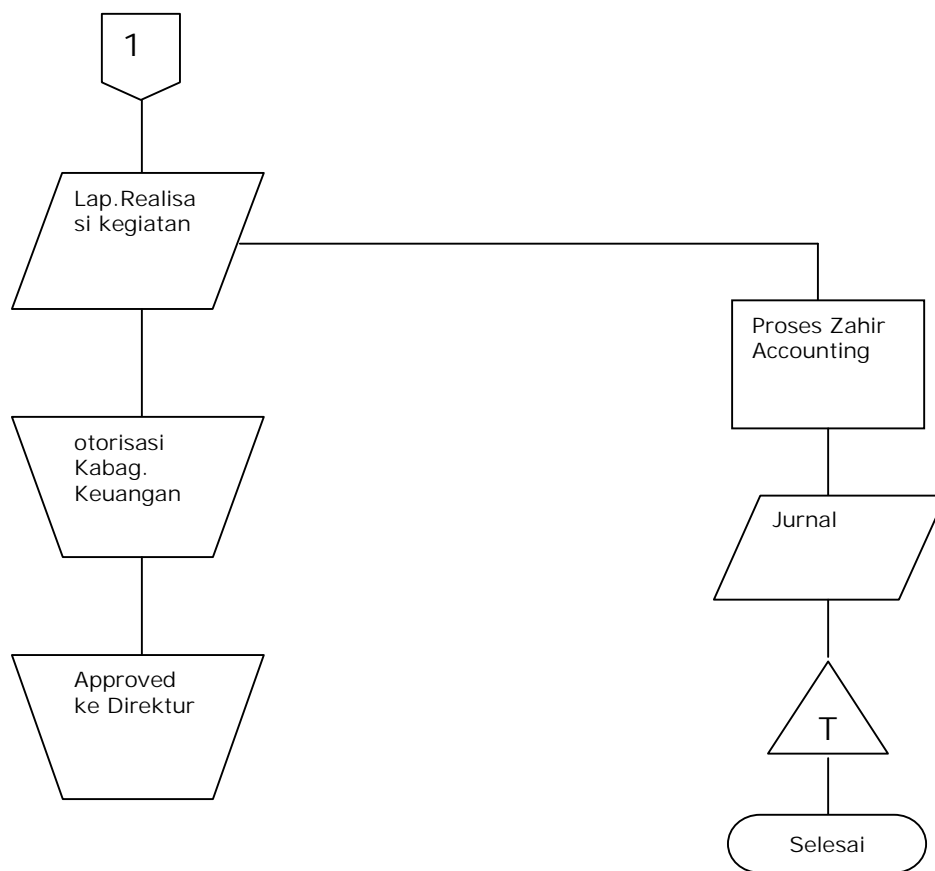 1
Lap.Realisa
si kegiatan
Proses Zahir
Accounting
otorisasi
Kabag.
Keuangan
Jurnal
Approved
ke Direktur
T
Selesai